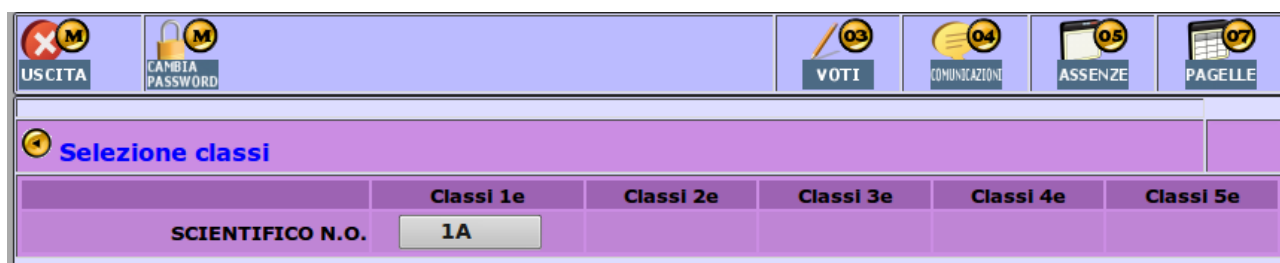 M M 03 04 05 07
USCITA CAMBIA PASSWORD VOTI COMUNICAZIONI ASSENZE PAGELLE
Selezione classi
Classi 1e Classi 2e Classi 3e Classi 4e Classi 5e
SCIENTIFICO N.O. 1A